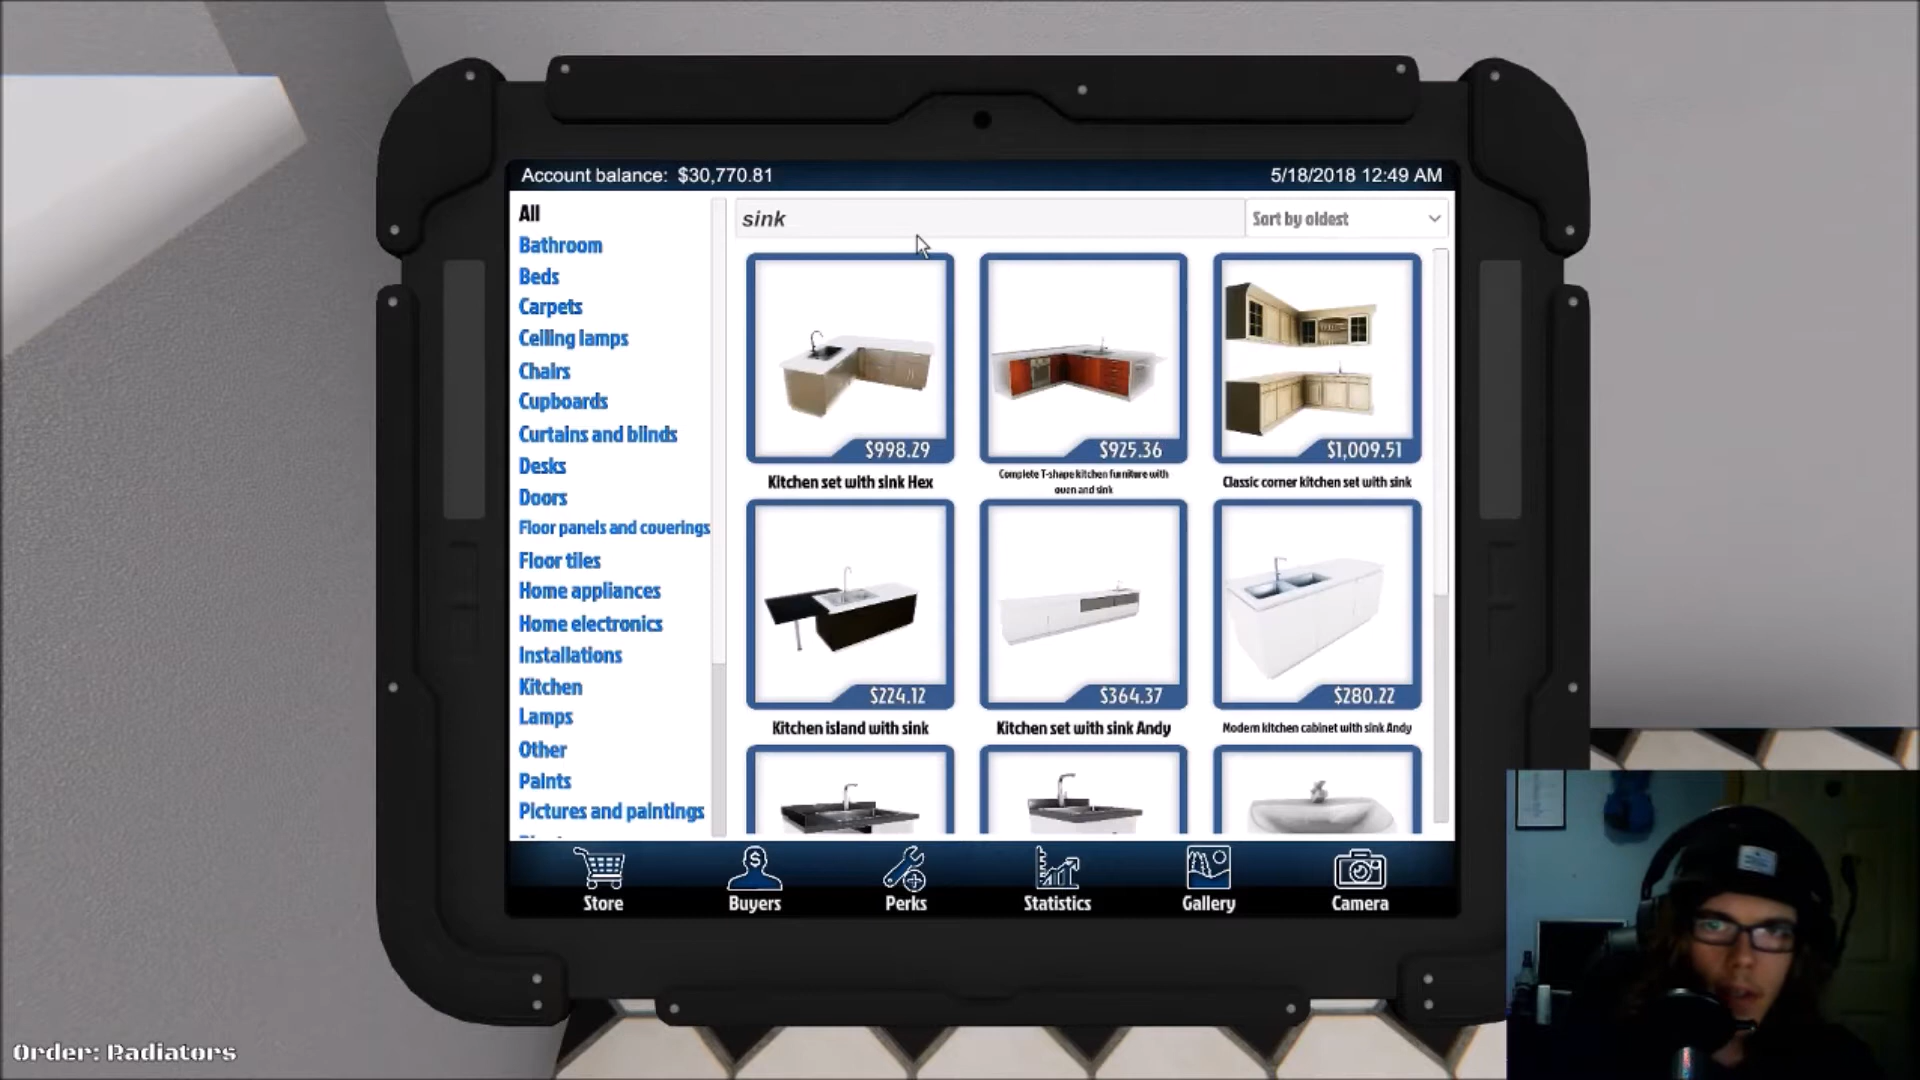 Account balance: $30,770.81
5/18/2018 12:49 AM
All
Bathroom
Beds
Carpets
Ceiling lamps
Chairs
Cupboards
Curtains and blinds
Desks
Doors
Floor panels and coverings
Floor tiles
Home appliances
Home electronics
Installations
Kitchen
Lamps
Other
Paints
Pictures and paintings
sink
Sort by oldest
$998.29
$925.36
$1,009.51
Kitchen set with sink Hex
Complete T-shape kitchen furniture with
oven and sink
Classic corner kitchen set with sink
$224.12
$364.37
$280.22
Kitchen island with sink
Kitchen set with sink Andy
Modern kitchen cabinet with sink Andy
Store
Buyers
Perks
Statistics
Gallery
Camera
Order: Radiators